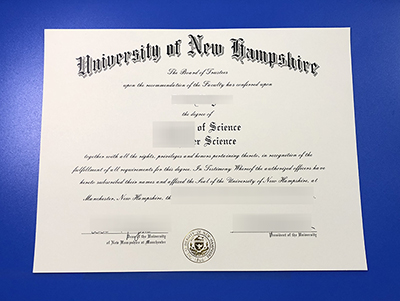 University of New Hampshire
The Board of Trustees
upon the recommendation of the Faculty has conferred upon
the degree of
of Science
er Science
together with all the rights, privileges and honors pertaining thereto, in recognition of the
fulfillment of all requirements for this degree. In Testimony Whereof the authorized officers have
hereto subscribed their names and affixed the Seal of the University of New Hampshire, at
Manchester, New Hampshire, th
of the University
of New Hampshire at Manchester
President of the University